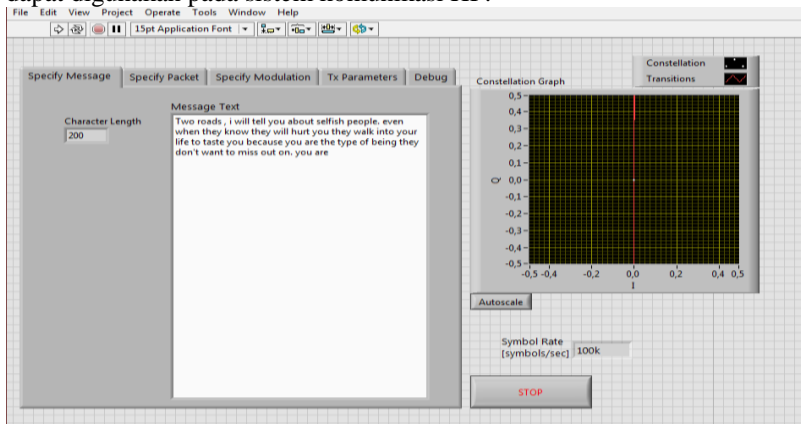 dapat digunakan pada sistem komunikasi HF.
File Edit View Project Operate Tools Window Help
15pt Application Font
Specify Message Specify Packet Specify Modulation Tx Parameters Debug
Character Length
200
Message Text
Two roads , i will tell you about selfish people. even
when they know they will hurt you they walk into your
life to taste you because you are the type of being they
don't want to miss out on. you are
Constellation Graph
Constellation
Transitions
0,5
0,4
0,3
0,2
0,1
0,0
-0,1
-0,2
-0,3
-0,4
-0,5
Q
-0,5 -0,4 -0,2 0,0 0,2 0,4 0,5
I
Autoscale
Symbol Rate
[symbols/sec] 100k
STOP